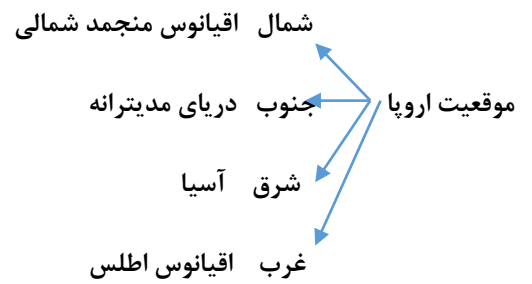 شمال اقیانوس منجمد شمالی
موقعیت اروپا جنوب دریای مدیترانه
شرق آسیا
غرب اقیانوس اطلس